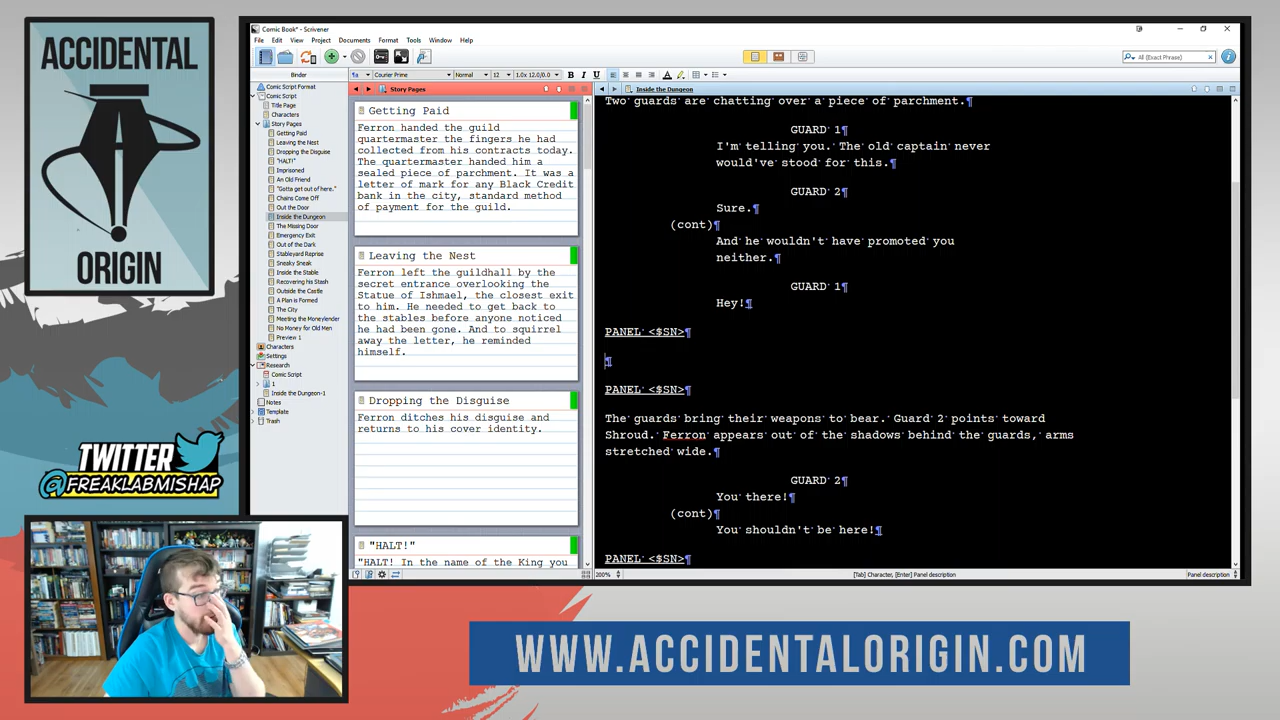 ACCIDENTAL
ORIGIN
TWITTER
@FREAKLABMISHAP
WWW.ACCIDENTALORIGIN.COM
Comic Book* - Scrivener
File Edit View Project Documents Format Tools Window Help
All (Exact Phrase)
Binder
Courier Prime Normal 12 1.0x 12.0/0.0 B I U
Comic Script Format
Comic Script
Title Page
Characters
Story Pages
Getting Paid
Leaving the Nest
Dropping the Disguise
"HALT!"
Imprisoned
An Old Friend
"Gotta get out of here."
Chains Come Off
Out the Door
Inside the Dungeon
The Missing Door
Emergency Exit
Out of the Dark
Stableyard Reprise
Sneaky Sneak
Inside the Stable
Recovering his Stash
Outside the Castle
A Plan is Formed
The City
Meeting the Moneylender
No Money for Old Men
Preview 1
Characters
Settings
Research
Comic Script
1
Inside the Dungeon-1
Notes
Template
Trash
Story Pages
Getting Paid
Ferron handed the guild
quartermaster the fingers he had
collected from his contracts today.
The quartermaster handed him a
sealed piece of parchment. It was a
letter of mark for any Black Credit
bank in the city, standard method
of payment for the guild.
Leaving the Nest
Ferron left the guildhall by the
secret entrance overlooking the
Statue of Ishmael, the closest exit
to him. He needed to get back to
the stables before anyone noticed
he had been gone. And to squirrel
away the letter, he reminded
himself.
Dropping the Disguise
Ferron ditches his disguise and
returns to his cover identity.
"HALT!"
"HALT! In the name of the King you
Inside the Dungeon
Two guards are chatting over a piece of parchment.¶
GUARD 1¶
I'm telling you. The old captain never
would've stood for this.¶
GUARD 2¶
Sure.¶
(cont)¶
And he wouldn't have promoted you
neither.¶
GUARD 1¶
Hey!¶
PANEL <$SN>¶
¶
PANEL <$SN>¶
The guards bring their weapons to bear. Guard 2 points toward
Shroud. Ferron appears out of the shadows behind the guards, arms
stretched wide.¶
GUARD 2¶
You there!¶
(cont)¶
You shouldn't be here!¶
PANEL <$SN>¶
200%
[Tab] Character, [Enter] Panel description
Panel description